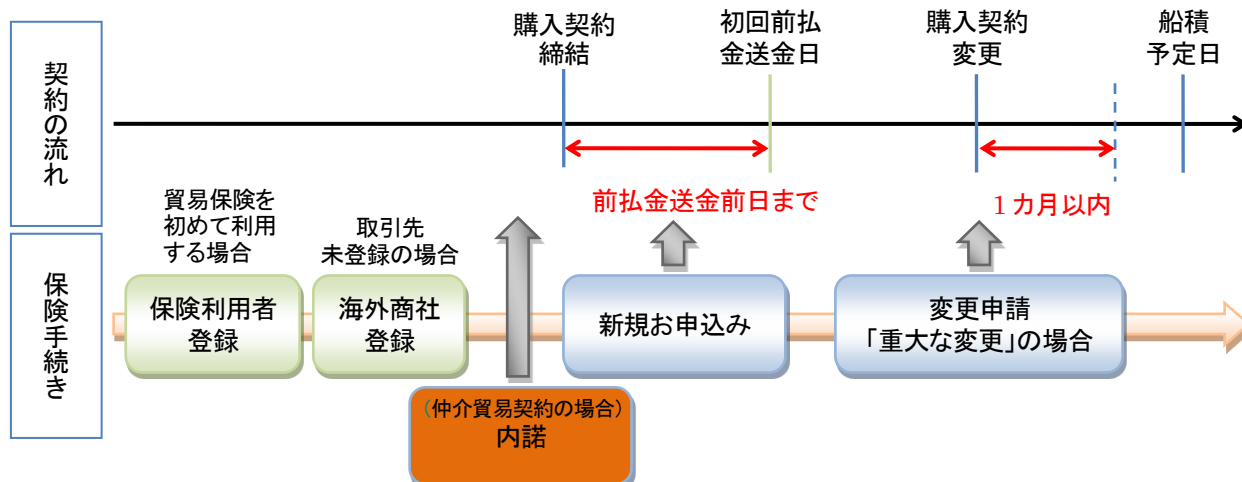 契約の流れ
購入契約
締結
初回前払
金送金日
購入契約
変更
船積
予定日
前払金送金前日まで
1カ月以内
保険手続き
貿易保険を
初めて利用
する場合
取引先
未登録の場合
保険利用者
登録
海外商社
登録
(仲介貿易契約の場合)
内諾
新規お申込み
変更申請
「重大な変更」の場合